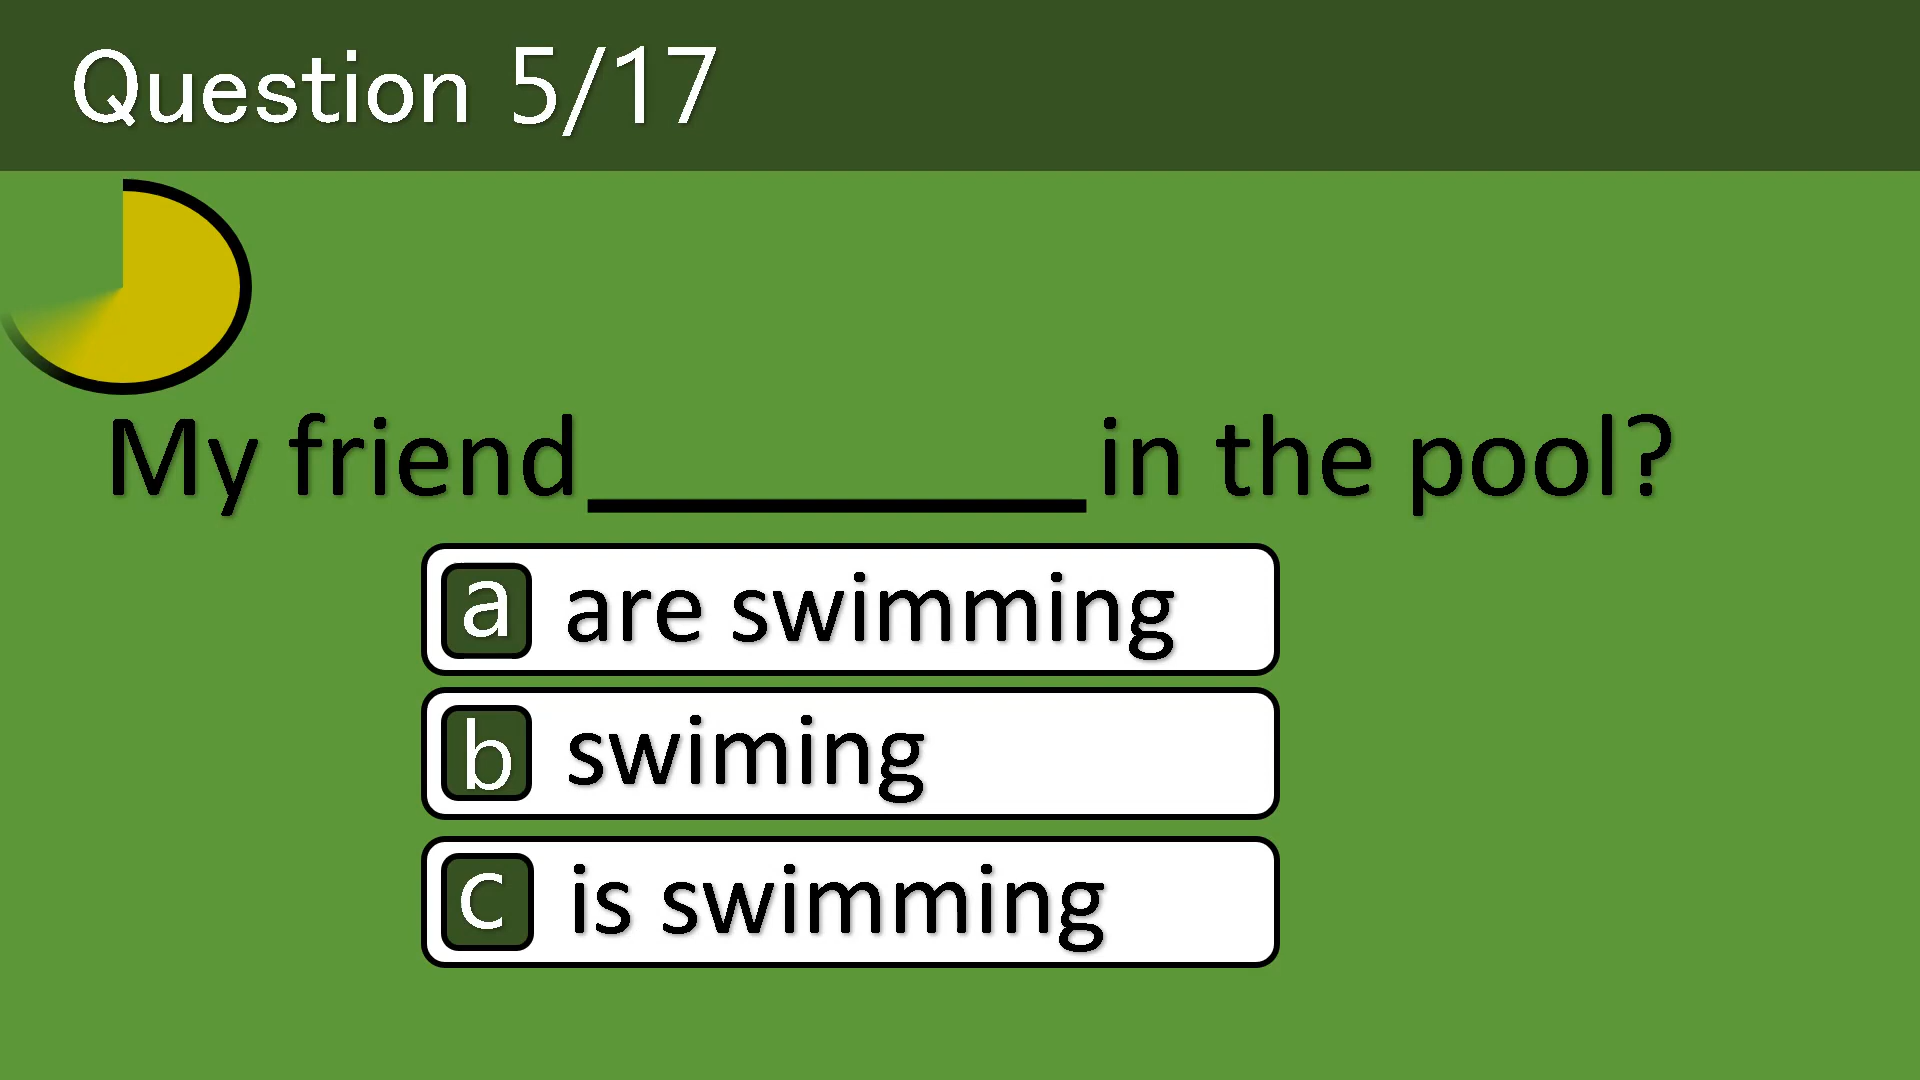 Question 5/17
My friend__________in the pool?
a are swimming
b swiming
c is swimming